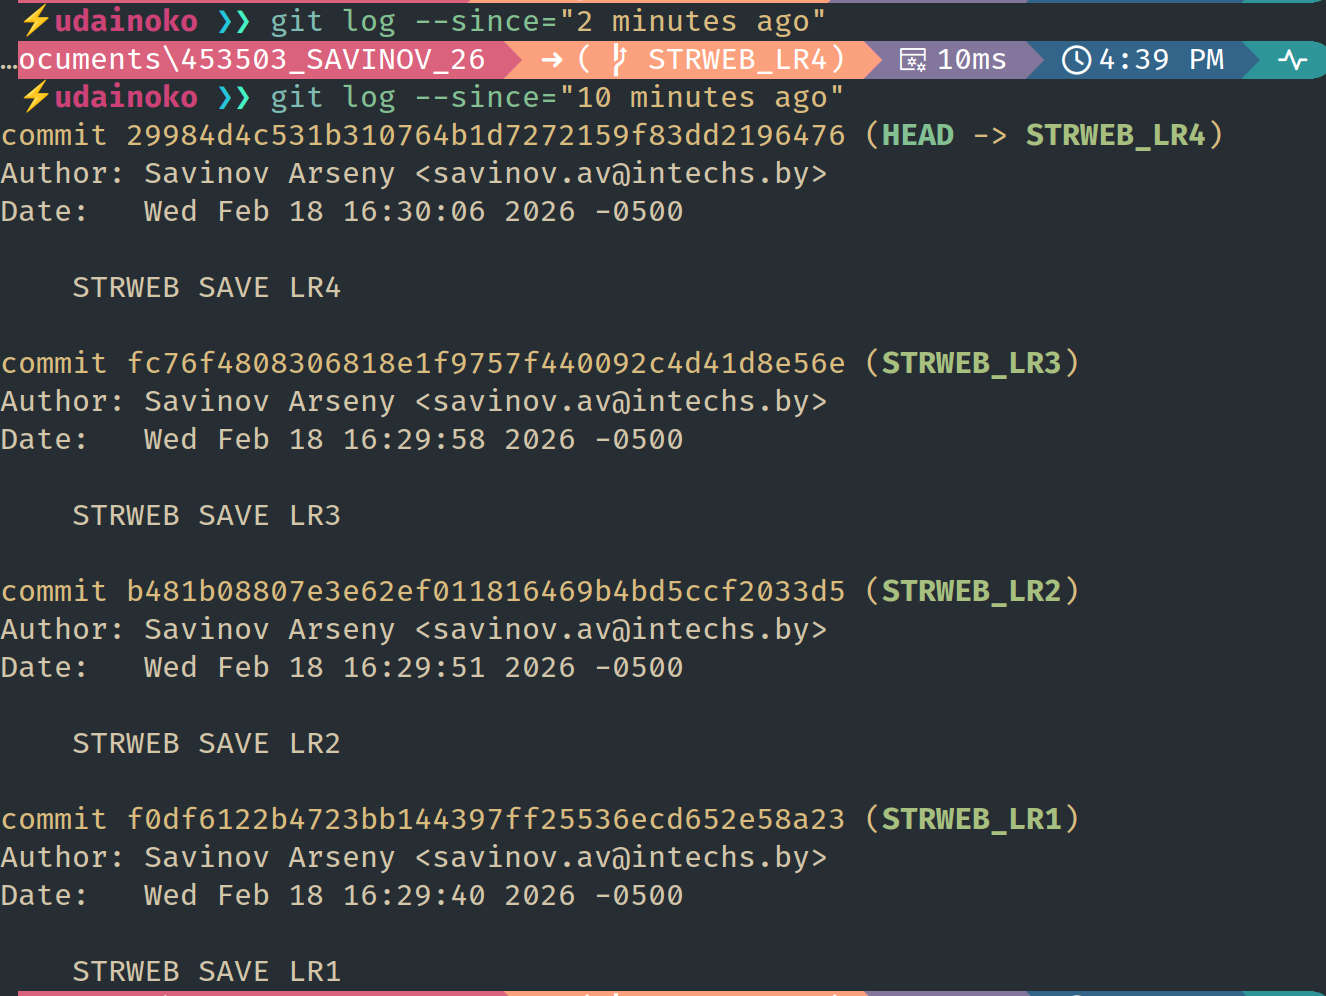 ⚡udainoko ❯❯ git log --since="2 minutes ago"
…ocuments\453503_SAVINOV_26 ➜ ( STRWEB_LR4) 10ms 4:39 PM
⚡udainoko ❯❯ git log --since="10 minutes ago"
commit 29984d4c531b310764b1d7272159f83dd2196476 (HEAD -> STRWEB_LR4)
Author: Savinov Arseny <savinov.av@intechs.by>
Date:   Wed Feb 18 16:30:06 2026 -0500
    STRWEB SAVE LR4
commit fc76f4808306818e1f9757f440092c4d41d8e56e (STRWEB_LR3)
Author: Savinov Arseny <savinov.av@intechs.by>
Date:   Wed Feb 18 16:29:58 2026 -0500
    STRWEB SAVE LR3
commit b481b08807e3e62ef011816469b4bd5ccf2033d5 (STRWEB_LR2)
Author: Savinov Arseny <savinov.av@intechs.by>
Date:   Wed Feb 18 16:29:51 2026 -0500
    STRWEB SAVE LR2
commit f0df6122b4723bb144397ff25536ecd652e58a23 (STRWEB_LR1)
Author: Savinov Arseny <savinov.av@intechs.by>
Date:   Wed Feb 18 16:29:40 2026 -0500
    STRWEB SAVE LR1